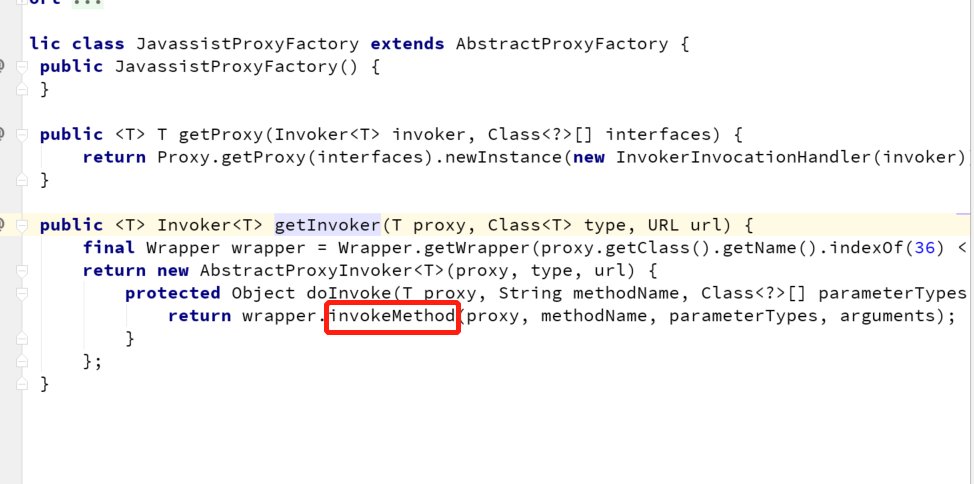 ort ...
lic class JavassistProxyFactory extends AbstractProxyFactory {
public JavassistProxyFactory() {
}
public <T> T getProxy(Invoker<T> invoker, Class<?>[] interfaces) {
return Proxy.getProxy(interfaces).newInstance(new InvokerInvocationHandler(invoker)
}
public <T> Invoker<T> getInvoker(T proxy, Class<T> type, URL url) {
final Wrapper wrapper = Wrapper.getWrapper(proxy.getClass().getName().indexOf(36) <
return new AbstractProxyInvoker<T>(proxy, type, url) {
protected Object doInvoke(T proxy, String methodName, Class<?>[] parameterTypes
return wrapper.invokeMethod(proxy, methodName, parameterTypes, arguments);
}
};
}